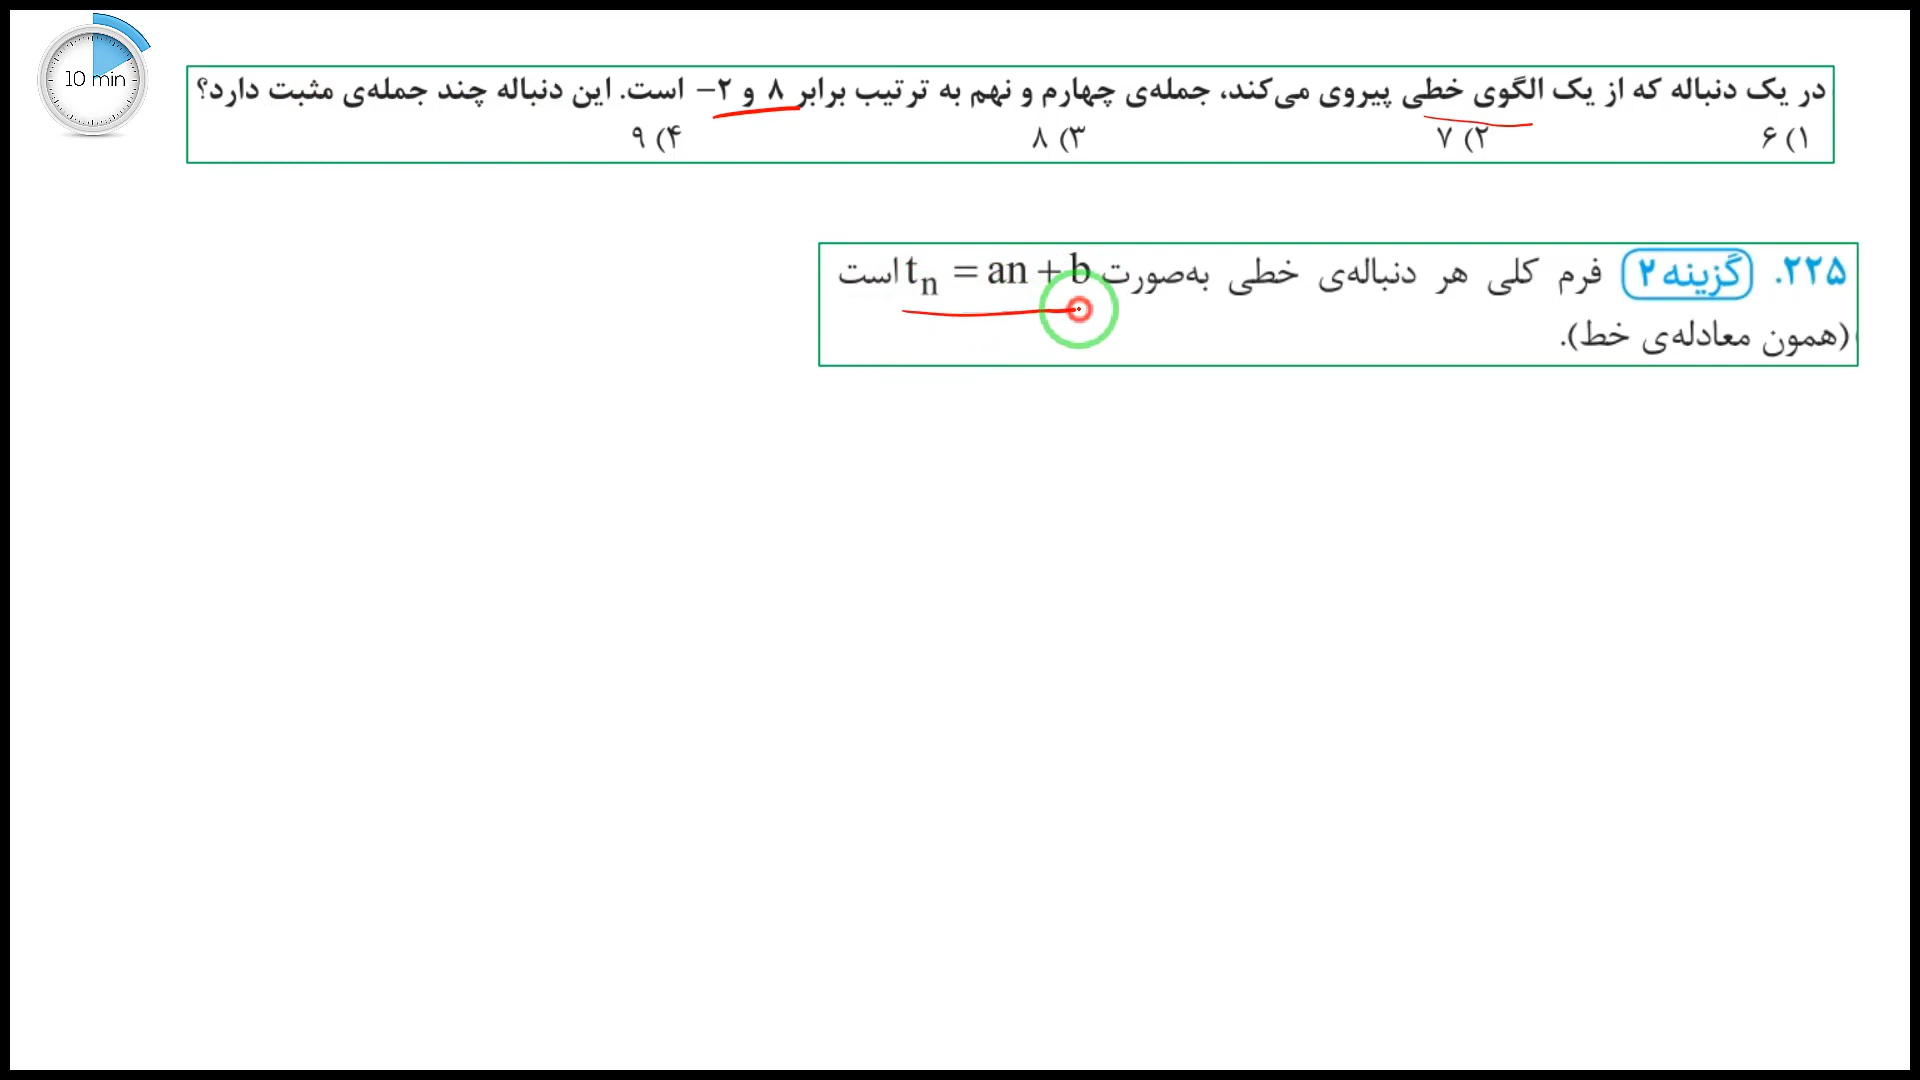 10 min
در یک دنباله که از یک الگوی خطی پیروی می‌کند، جمله‌ی چهارم و نهم به ترتیب برابر ۸ و ۲− است. این دنباله چند جمله‌ی مثبت دارد؟
۱) ۶ ۲) ۷ ۳) ۸ ۴) ۹
۲۲۵. گزینه ۲ فرم کلی هر دنباله‌ی خطی به‌صورت tn = an + b است
(همون معادله‌ی خط).